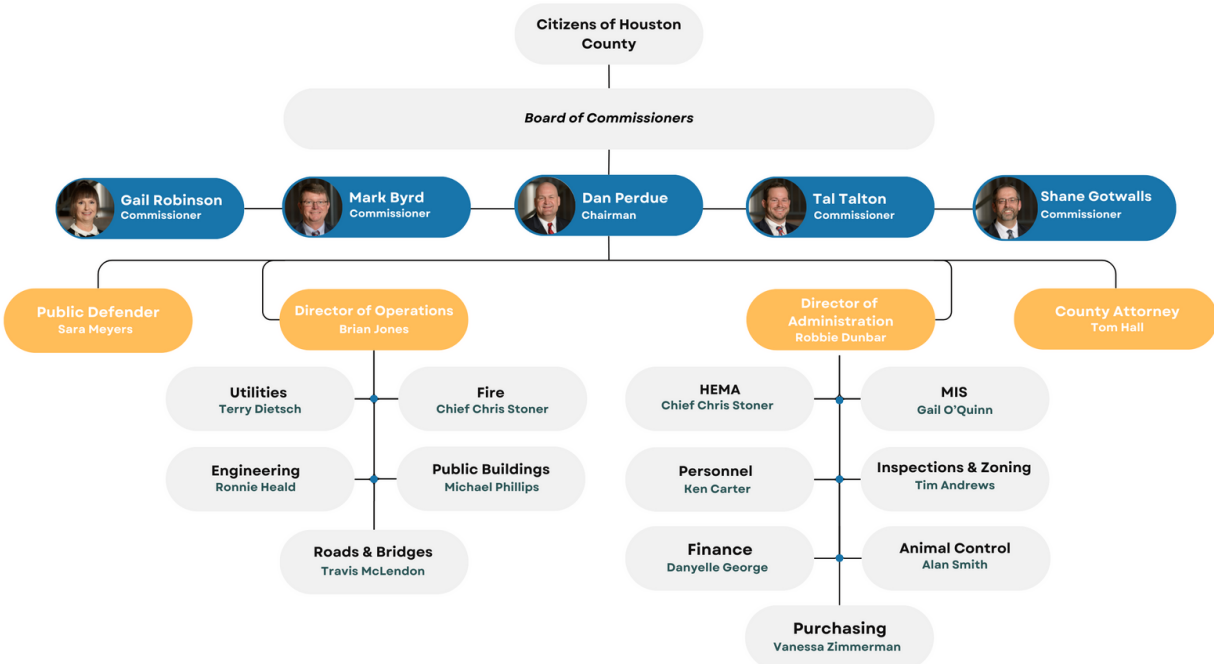 Citizens of Houston
County
Board of Commissioners
Gail Robinson
Commissioner
Mark Byrd
Commissioner
Dan Perdue
Chairman
Tal Talton
Commissioner
Shane Gotwalls
Commissioner
Public Defender
Sara Meyers
Director of Operations
Brian Jones
Director of
Administration
Robbie Dunbar
County Attorney
Tom Hall
Utilities
Terry Dietsch
Fire
Chief Chris Stoner
HEMA
Chief Chris Stoner
MIS
Gail O'Quinn
Engineering
Ronnie Heald
Public Buildings
Michael Phillips
Personnel
Ken Carter
Inspections & Zoning
Tim Andrews
Roads & Bridges
Travis McLendon
Finance
Danyelle George
Animal Control
Alan Smith
Purchasing
Vanessa Zimmerman